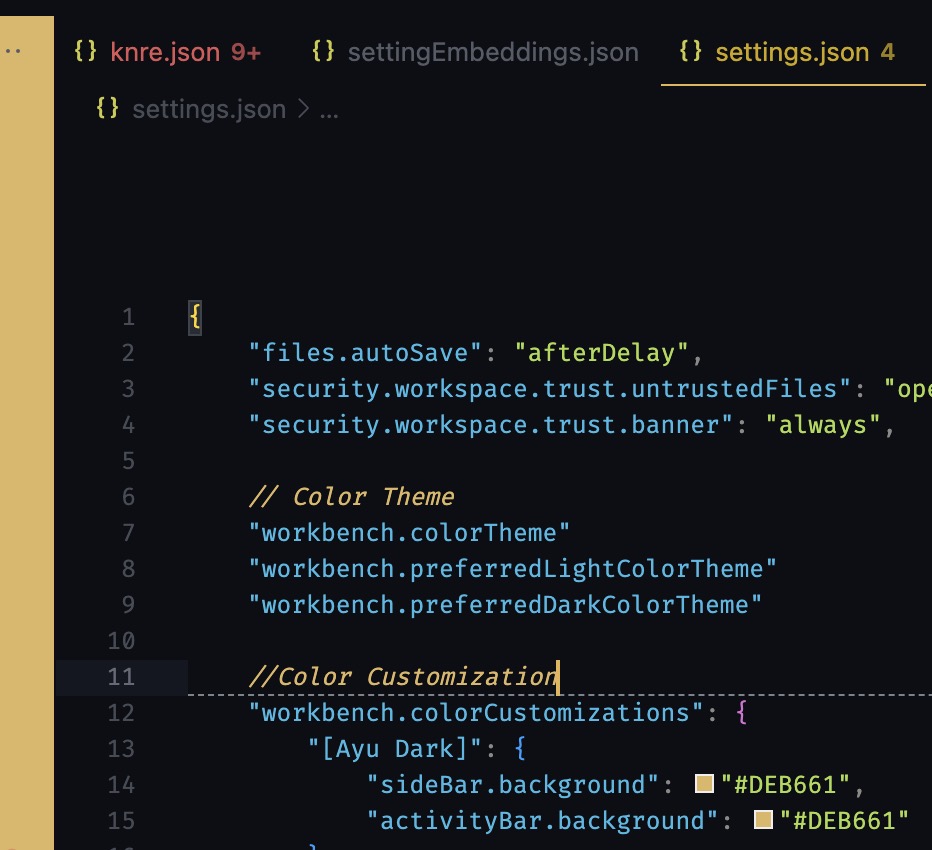 {} knre.json 9+ {} settingEmbeddings.json {} settings.json 4
{} settings.json > ...
1 {
2 "files.autoSave": "afterDelay",
3 "security.workspace.trust.untrustedFiles": "ope
4 "security.workspace.trust.banner": "always",
5
6 // Color Theme
7 "workbench.colorTheme"
8 "workbench.preferredLightColorTheme"
9 "workbench.preferredDarkColorTheme"
10
11 //Color Customization
12 "workbench.colorCustomizations": {
13 "[Ayu Dark]": {
14 "sideBar.background": "#DEB661",
15 "activityBar.background": "#DEB661"